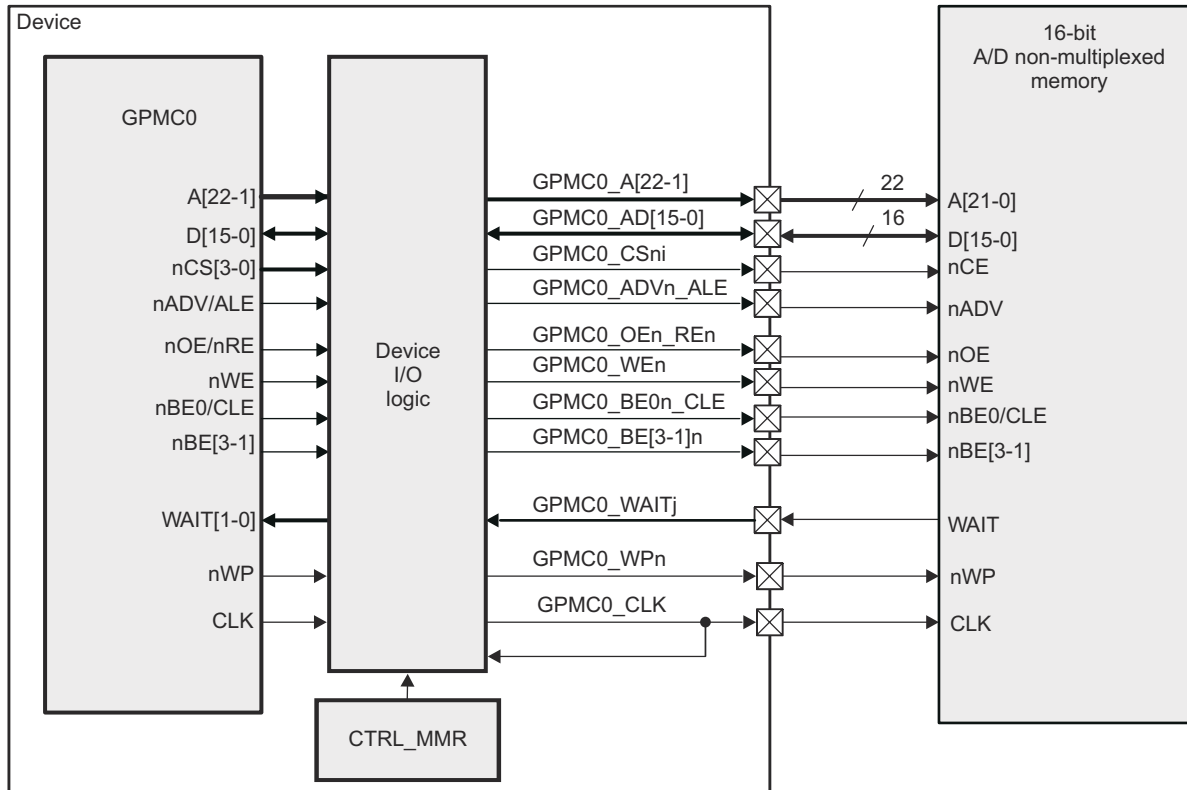 Device
GPMC0
A[22-1]
D[15-0]
nCS[3-0]
nADV/ALE
nOE/nRE
nWE
nBE0/CLE
nBE[3-1]
WAIT[1-0]
nWP
CLK
Device
I/O
logic
CTRL_MMR
GPMC0_A[22-1]
GPMC0_AD[15-0]
GPMC0_CSni
GPMC0_ADVn_ALE
GPMC0_OEn_REn
GPMC0_WEn
GPMC0_BE0n_CLE
GPMC0_BE[3-1]n
GPMC0_WAITj
GPMC0_WPn
GPMC0_CLK
22
16
16-bit
A/D non-multiplexed
memory
A[21-0]
D[15-0]
nCE
nADV
nOE
nWE
nBE0/CLE
nBE[3-1]
WAIT
nWP
CLK